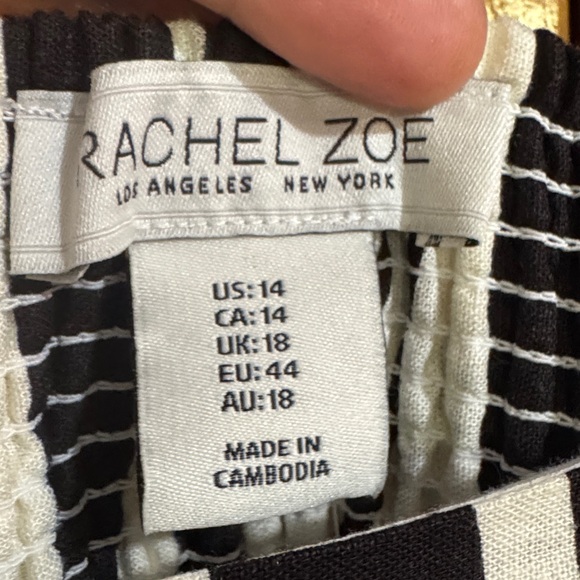 RACHEL ZOE
LOS ANGELES NEW YORK
US: 14
CA: 14
UK: 18
EU: 44
AU: 18
MADE IN
CAMBODIA